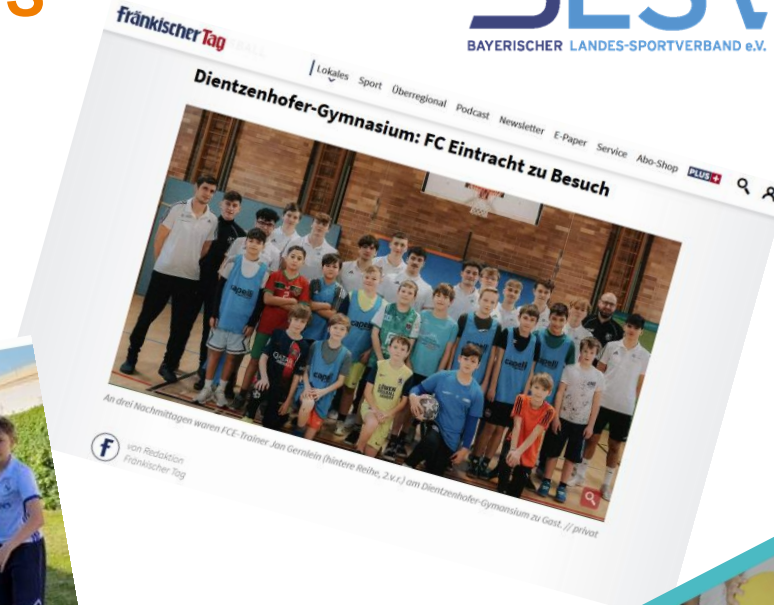 S
BAYERISCHER LANDES-SPORTVERBAND e.V.
Fränkischer Tag
Lokales Sport Überregional Podcast Newsletter E-Paper Service Abo-Shop PLUS+
Dientzenhofer-Gymnasium: FC Eintracht zu Besuch
An drei Nachmittagen waren FCE-Trainer Jan Gernlein (hintere Reihe, 2.v.r.) am Dientzenhofer-Gymansium zu Gast. // privat
f
von Redaktion
Fränkischer Tag